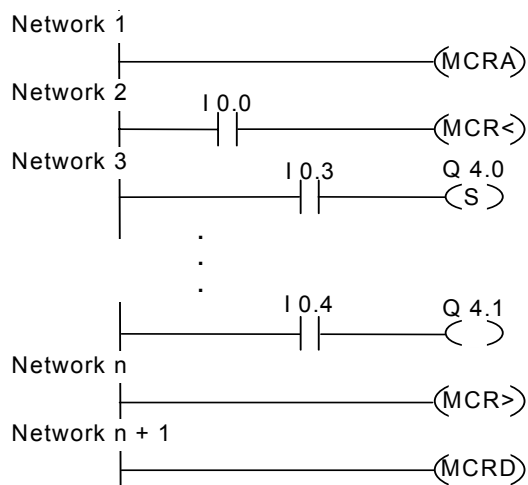 Network 1
(MCRA)
Network 2
I 0.0
(MCR<)
Network 3
I 0.3 Q 4.0
(S)
.
.
.
I 0.4 Q 4.1
( )
Network n
(MCR>)
Network n + 1
(MCRD)